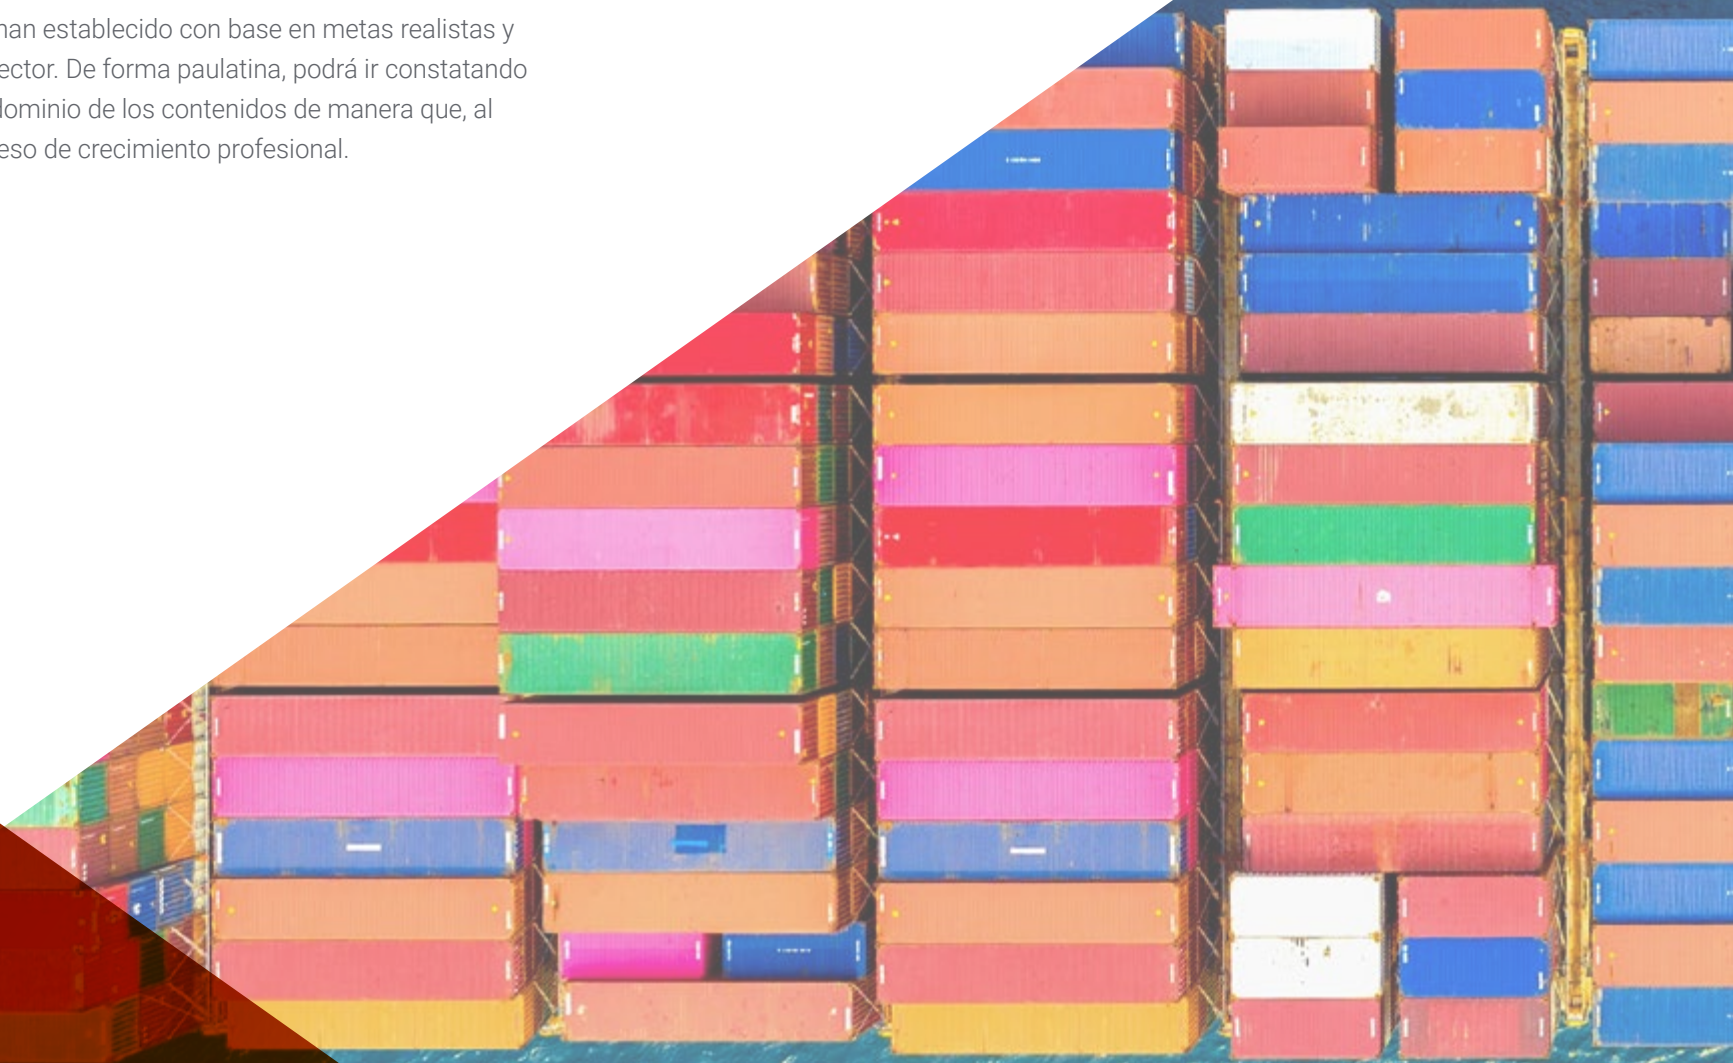 han establecido con base en metas realistas y
ector. De forma paulatina, podrá ir constatando
dominio de los contenidos de manera que, al
eso de crecimiento profesional.